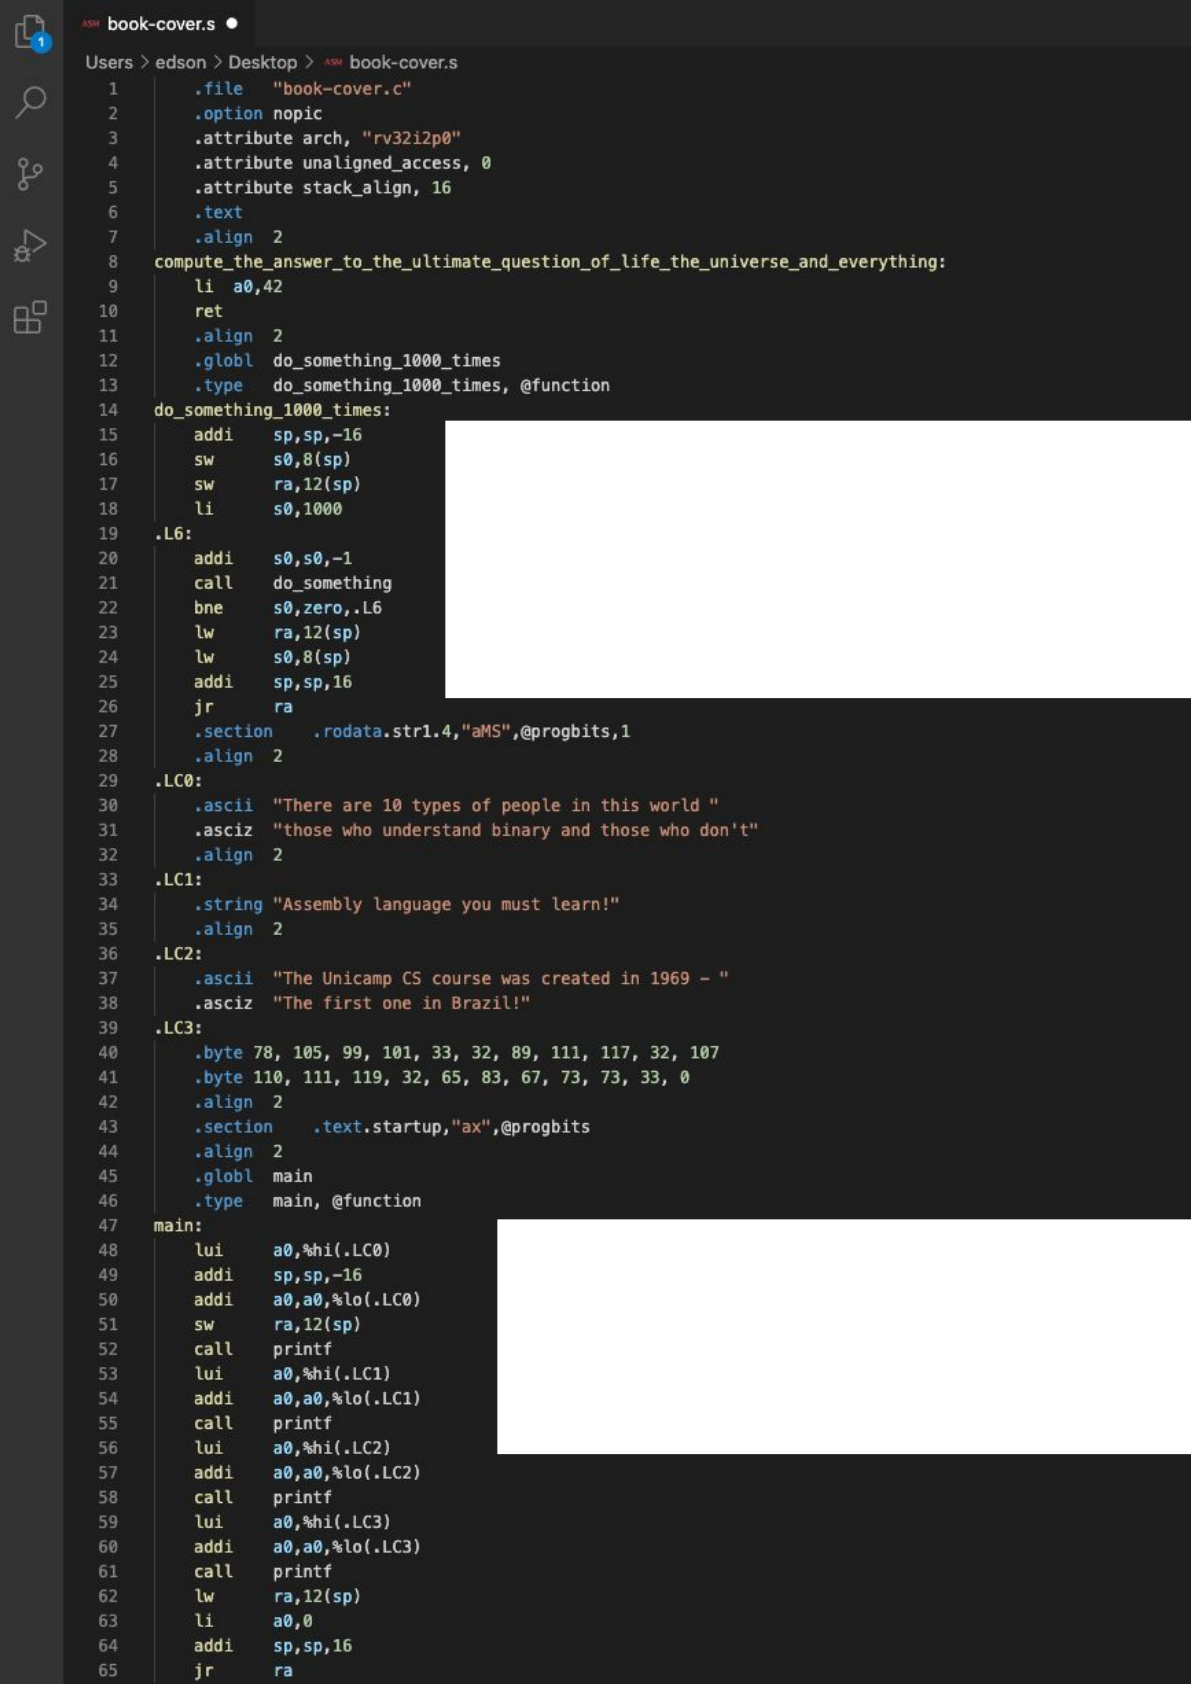 1
ASM book-cover.s ●
Users > edson > Desktop > ASM book-cover.s
1 .file "book-cover.c"
2 .option nopic
3 .attribute arch, "rv32i2p0"
4 .attribute unaligned_access, 0
5 .attribute stack_align, 16
6 .text
7 .align 2
8 compute_the_answer_to_the_ultimate_question_of_life_the_universe_and_everything:
9 li a0,42
10 ret
11 .align 2
12 .globl do_something_1000_times
13 .type do_something_1000_times, @function
14 do_something_1000_times:
15 addi sp,sp,-16
16 sw s0,8(sp)
17 sw ra,12(sp)
18 li s0,1000
19 .L6:
20 addi s0,s0,-1
21 call do_something
22 bne s0,zero,.L6
23 lw ra,12(sp)
24 lw s0,8(sp)
25 addi sp,sp,16
26 jr ra
27 .section .rodata.str1.4,"aMS",@progbits,1
28 .align 2
29 .LC0:
30 .ascii "There are 10 types of people in this world "
31 .asciz "those who understand binary and those who don't"
32 .align 2
33 .LC1:
34 .string "Assembly language you must learn!"
35 .align 2
36 .LC2:
37 .ascii "The Unicamp CS course was created in 1969 – "
38 .asciz "The first one in Brazil!"
39 .LC3:
40 .byte 78, 105, 99, 101, 33, 32, 89, 111, 117, 32, 107
41 .byte 110, 111, 119, 32, 65, 83, 67, 73, 73, 33, 0
42 .align 2
43 .section .text.startup,"ax",@progbits
44 .align 2
45 .globl main
46 .type main, @function
47 main:
48 lui a0,%hi(.LC0)
49 addi sp,sp,-16
50 addi a0,a0,%lo(.LC0)
51 sw ra,12(sp)
52 call printf
53 lui a0,%hi(.LC1)
54 addi a0,a0,%lo(.LC1)
55 call printf
56 lui a0,%hi(.LC2)
57 addi a0,a0,%lo(.LC2)
58 call printf
59 lui a0,%hi(.LC3)
60 addi a0,a0,%lo(.LC3)
61 call printf
62 lw ra,12(sp)
63 li a0,0
64 addi sp,sp,16
65 jr ra